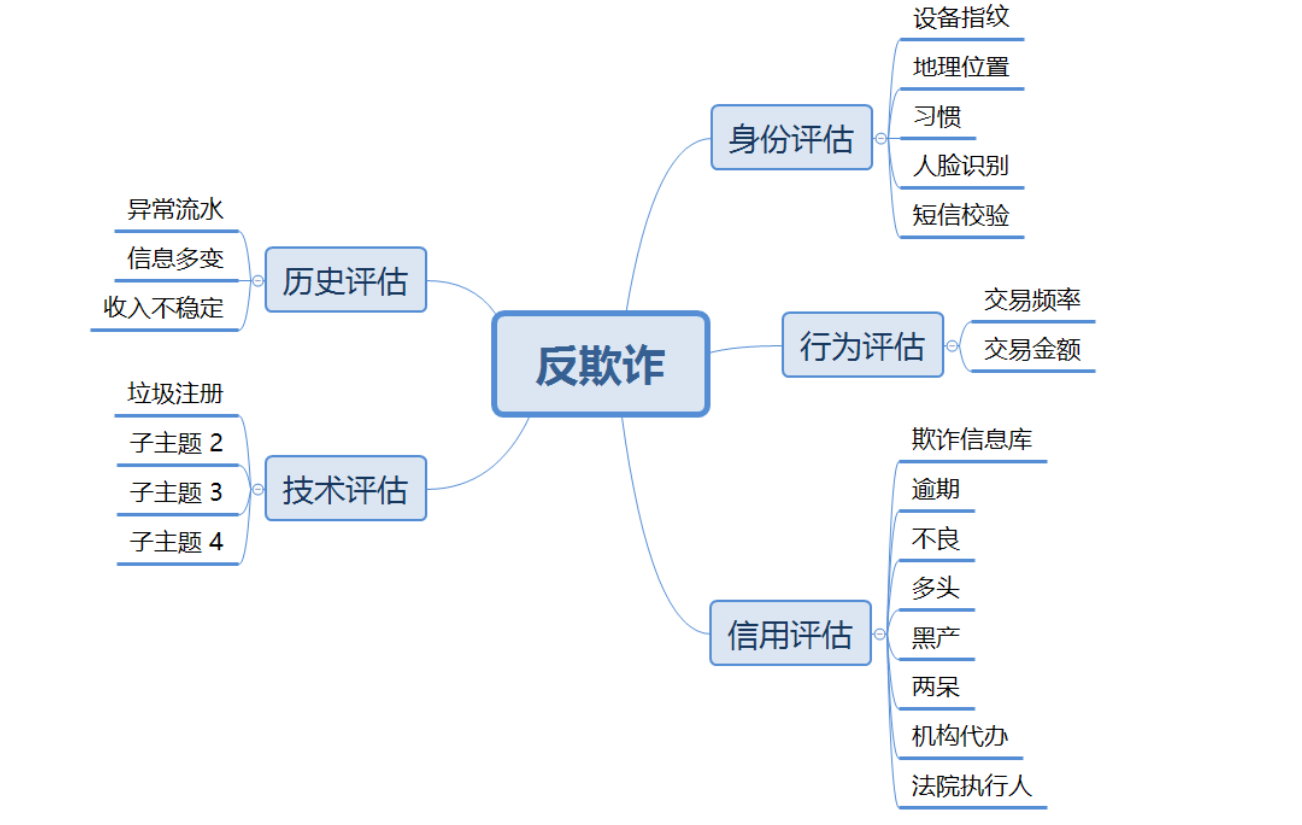 反欺诈
身份评估
设备指纹
地理位置
习惯
人脸识别
短信校验
行为评估
交易频率
交易金额
信用评估
欺诈信息库
逾期
不良
多头
黑产
两呆
机构代办
法院执行人
历史评估
异常流水
信息多变
收入不稳定
技术评估
垃圾注册
子主题 2
子主题 3
子主题 4